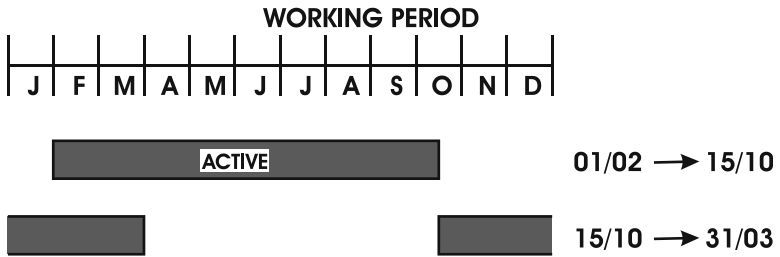 WORKING PERIOD
J F M A M J J A S O N D
ACTIVE 01/02 → 15/10
15/10 → 31/03